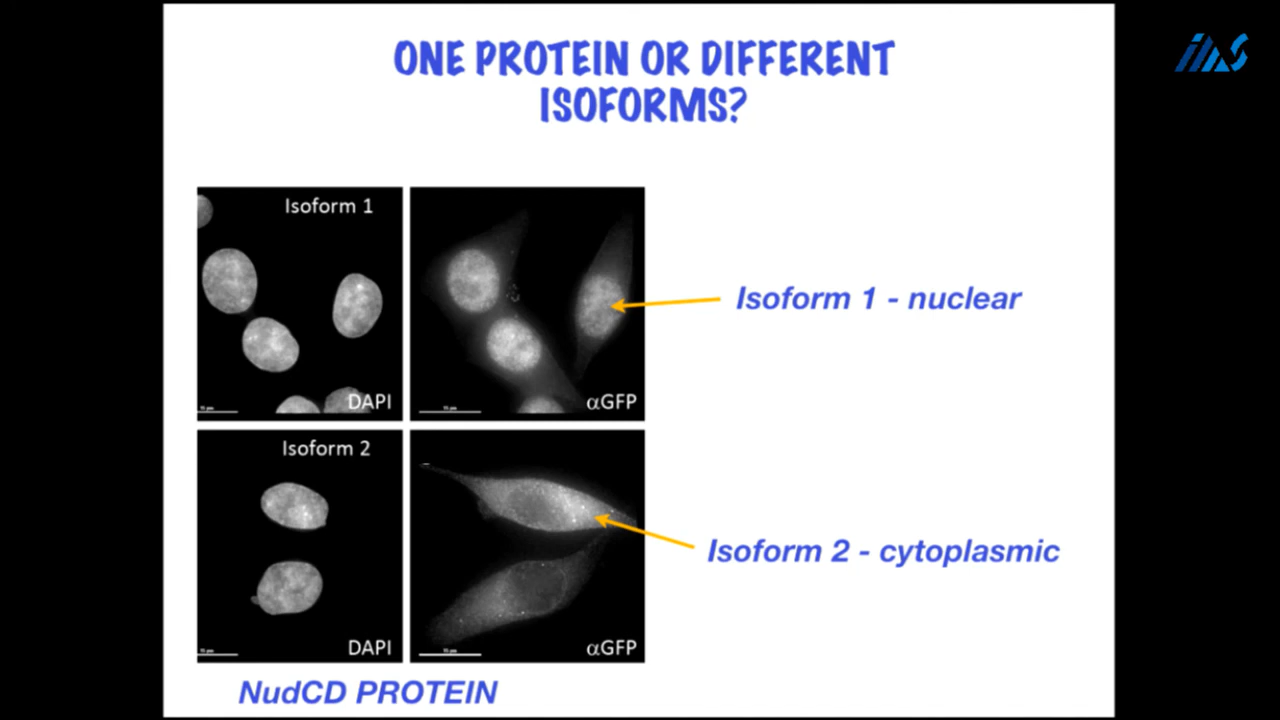 ias
ONE PROTEIN OR DIFFERENT
ISOFORMS?
Isoform 1
DAPI
αGFP
Isoform 1 - nuclear
Isoform 2
DAPI
αGFP
Isoform 2 - cytoplasmic
NudCD PROTEIN